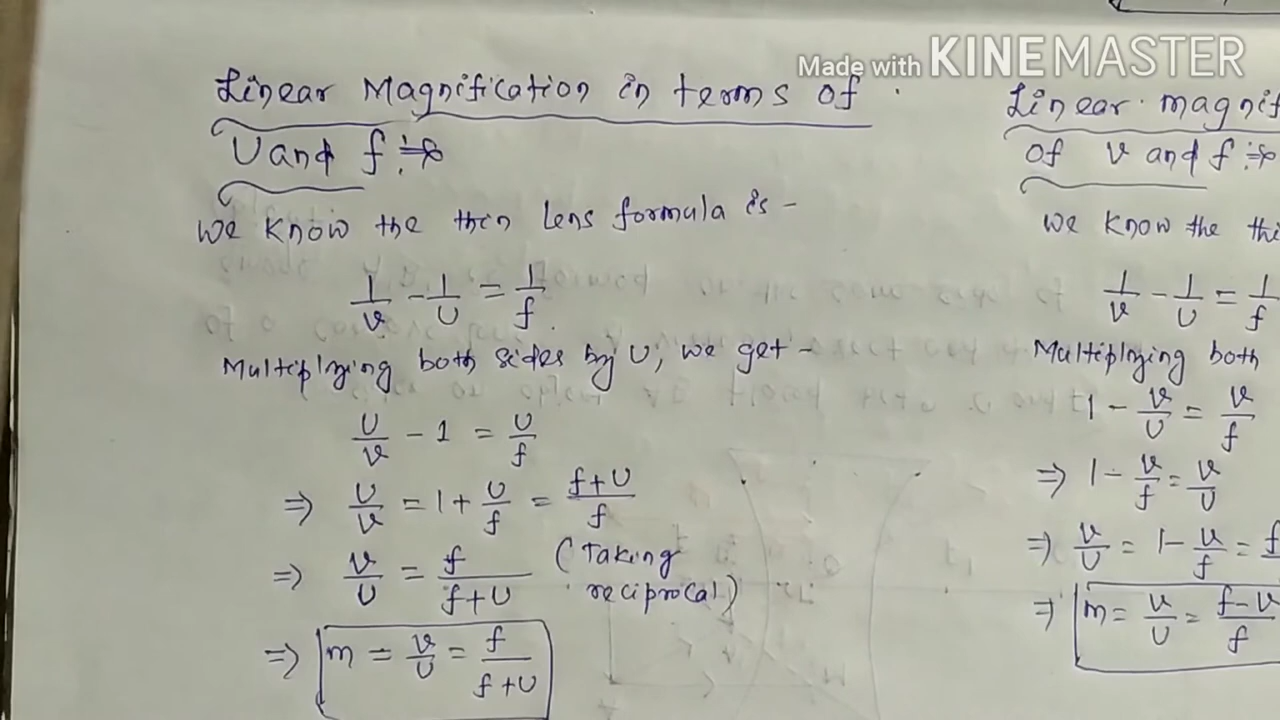 Made with KINEMASTER
Linear Magnification in terms of
U and f :→
We know the thin Lens formula is -
1/v - 1/U = 1/f.
Multiplying both sides by U, we get -
U/v - 1 = U/f
⇒ U/v = 1 + U/f = f+U/f
⇒ v/U = f/f+U (Taking
reciprocal)
⇒ m = v/U = f/f+U
Linear magnif
of v and f :→
We know the thi
1/v - 1/U = 1/f
Multiplying both
1 - v/U = v/f
⇒ 1 - v/f = v/U
⇒ v/U = 1 - v/f = f
⇒ m = v/U = f-v/f